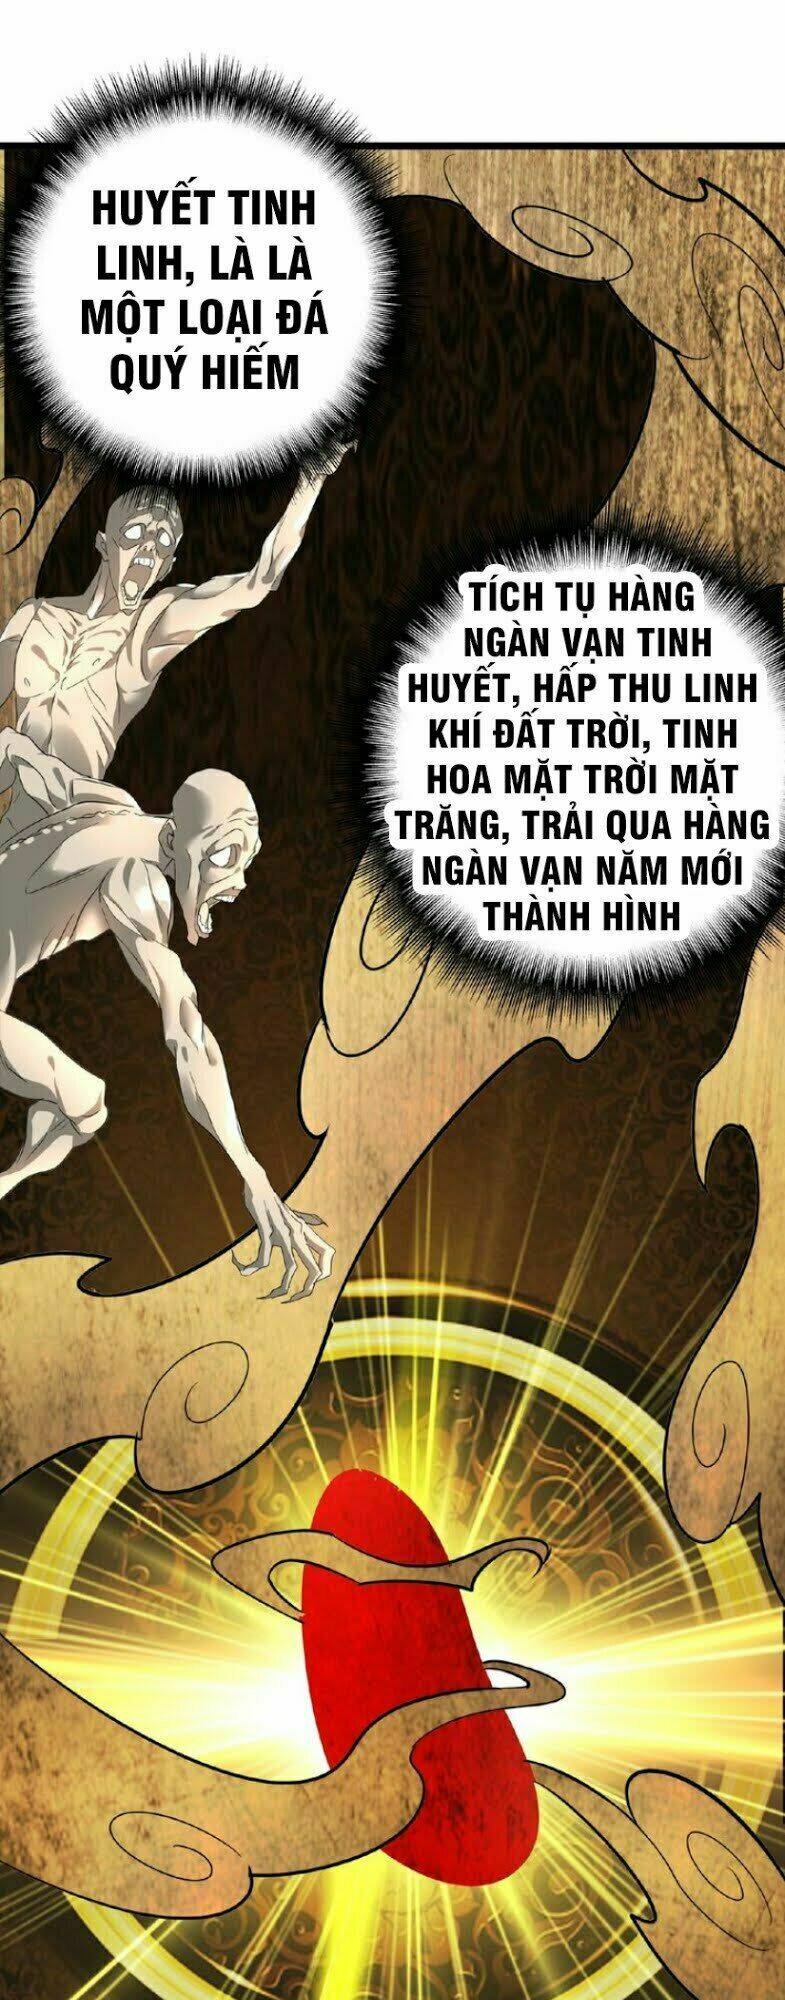 HUYẾT TINH
LINH, LÀ LÀ
MỘT LOẠI ĐÁ
QUÝ HIẾM
TÍCH TỤ HÀNG
NGÀN VẠN TINH
HUYẾT, HẤP THU LINH
KHÍ ĐẤT TRỜI, TINH
HOA MẶT TRỜI MẶT
TRĂNG, TRẢI QUA HÀNG
NGÀN VẠN NĂM MỚI
THÀNH HÌNH